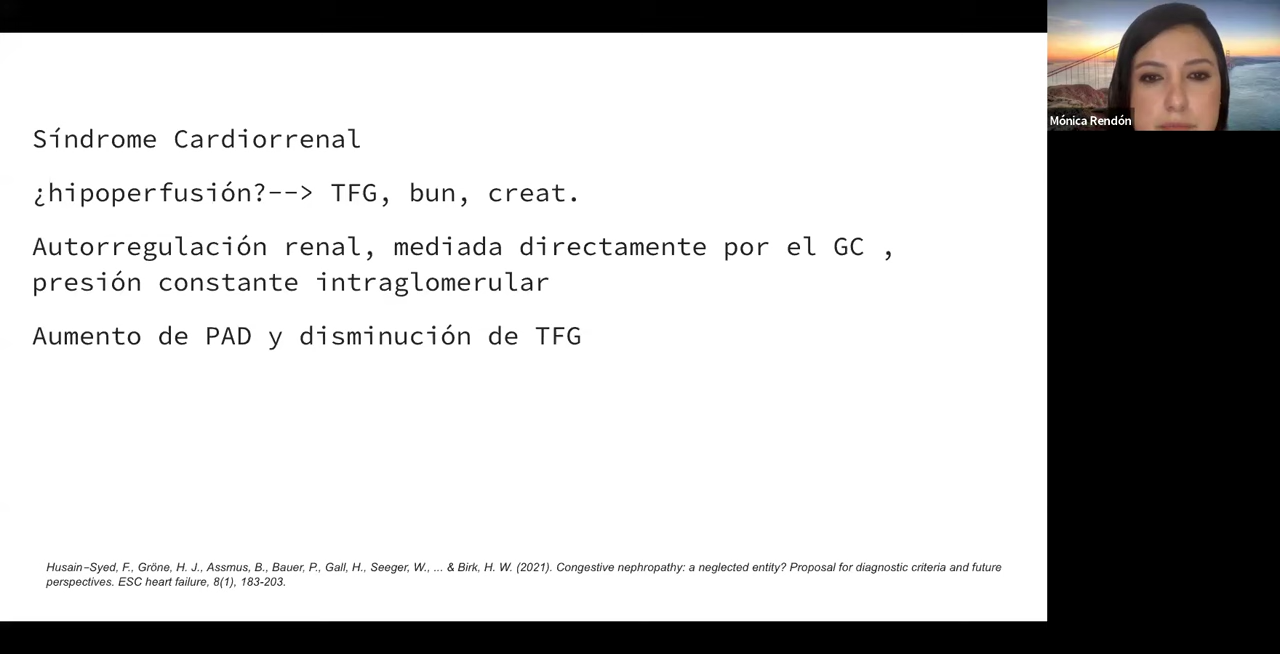 Síndrome Cardiorrenal
¿hipoperfusión?--> TFG, bun, creat.
Autorregulación renal, mediada directamente por el GC ,
presión constante intraglomerular
Aumento de PAD y disminución de TFG
Husain–Syed, F., Gröne, H. J., Assmus, B., Bauer, P., Gall, H., Seeger, W., ... & Birk, H. W. (2021). Congestive nephropathy: a neglected entity? Proposal for diagnostic criteria and future
perspectives. ESC heart failure, 8(1), 183-203.
Mónica Rendón